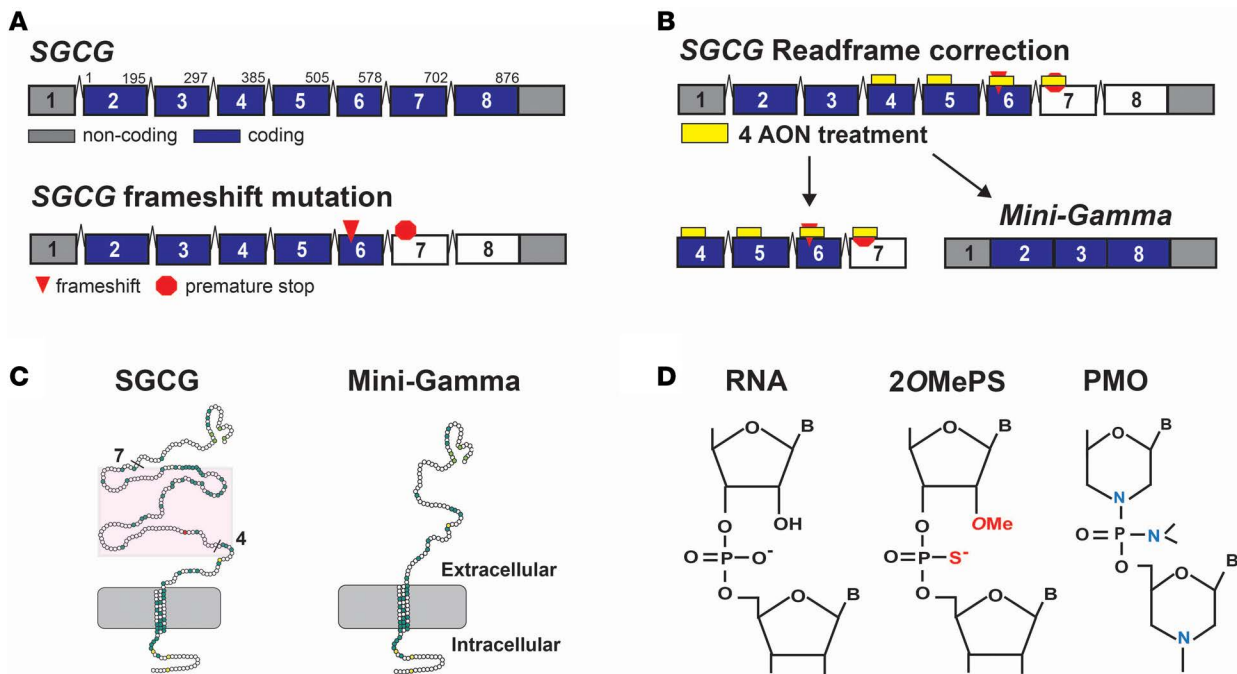 A
SGCG
1 195 297 385 505 578 702 876
1 2 3 4 5 6 7 8
non-coding coding
SGCG frameshift mutation
1 2 3 4 5 6 7 8
frameshift premature stop
B
SGCG Readframe correction
1 2 3 4 5 6 7 8
4 AON treatment
Mini-Gamma
4 5 6 7
1 2 3 8
C
SGCG Mini-Gamma
7
4
Extracellular
Intracellular
D
RNA 2OMePS PMO
O B
O OH
O=P-O-
O
O B
O B
O OMe
O=P-S-
O
O B
O B
N
O=P-N
O
O B
N